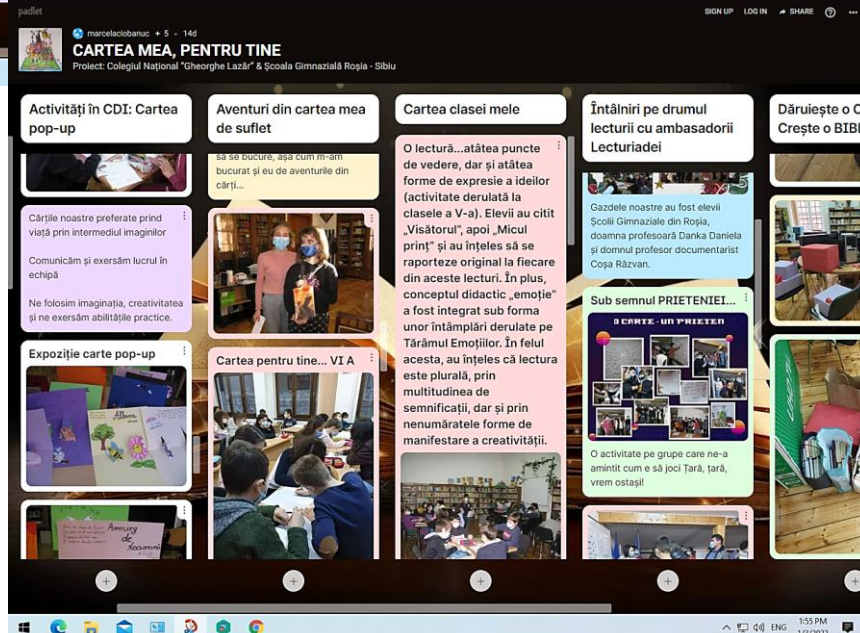 padlet
SIGN UP LOG IN SHARE
marcelaciobanuc + 5 · 14d
CARTEA MEA, PENTRU TINE
Proiect: Colegiul Național "Gheorghe Lazăr" & Școala Gimnazială Roșia - Sibiu
Activități în CDI: Cartea
pop-up
Cărțile noastre preferate prind
viață prin intermediul imaginilor
Comunicăm și exersăm lucrul în
echipă
Ne folosim imaginația, creativitatea
și ne exersăm abilitățile practice.
Expoziție carte pop-up
Amurg
de
toamnă
Aventuri din cartea mea
de suflet
să se bucure, așa cum m-am
bucurat și eu de aventurile din
cărți...
Cartea pentru tine... VI A
Cartea clasei mele
O lectură...atâtea puncte
de vedere, dar și atâtea
forme de expresie a ideilor
(activitate derulată la
clasele a V-a). Elevii au citit
„Visătorul”, apoi „Micul
prinț” și au înțeles să se
raporteze original la fiecare
din aceste lecturi. În plus,
conceptul didactic „emoție”
a fost integrat sub forma
unor întâmplări derulate pe
Tărâmul Emoțiilor. În felul
acesta, au înțeles că lectura
este plurală, prin
multitudinea de
semnificații, dar și prin
nenumăratele forme de
manifestare a creativității.
Întâlniri pe drumul
lecturii cu ambasadorii
Lecturiadei
Gazdele noastre au fost elevii
Școlii Gimnaziale din Roșia,
doamna profesoară Danka Daniela
și domnul profesor documentarist
Coșa Răzvan.
Sub semnul PRIETENIEI...
O CARTE - UN PRIETEN
O activitate pe grupe care ne-a
amintit cum e să joci Țară, țară,
vrem ostași!
Dăruiește o C
Crește o BIBI
ENG
1:55 PM